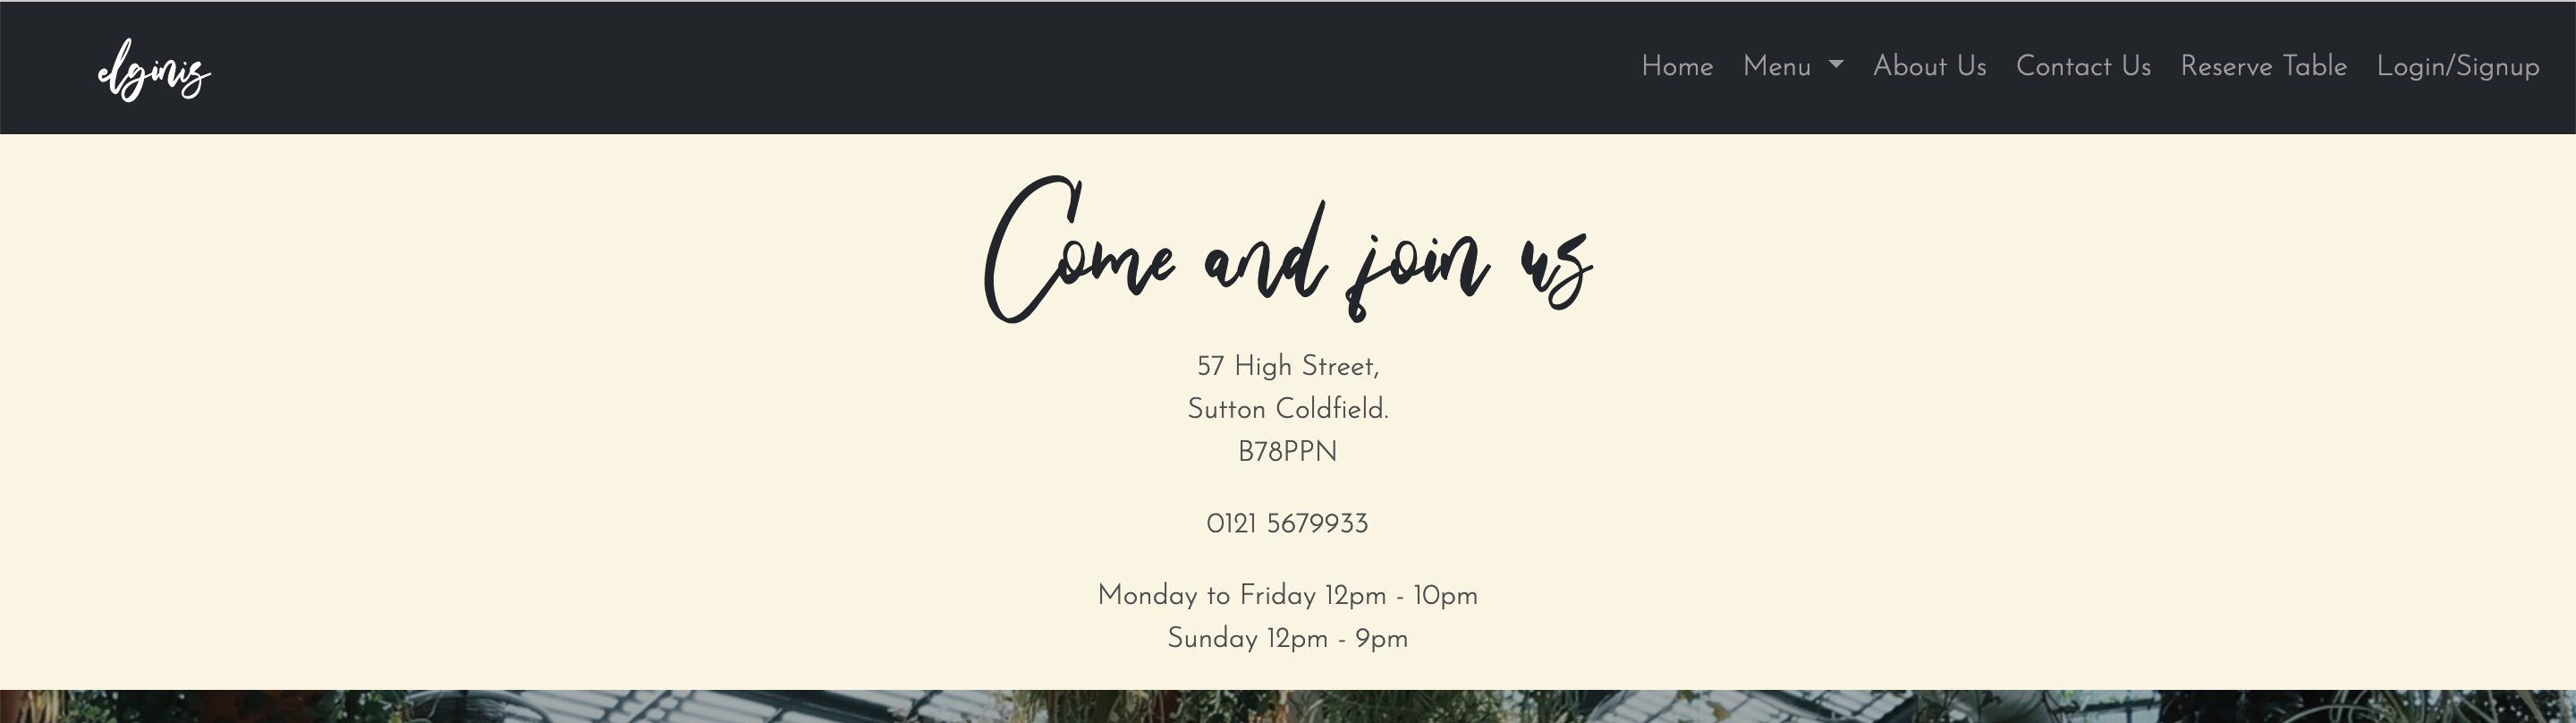 elginis
Home Menu About Us Contact Us Reserve Table Login/Signup
Come and join us
57 High Street,
Sutton Coldfield.
B78PPN
0121 5679933
Monday to Friday 12pm - 10pm
Sunday 12pm - 9pm